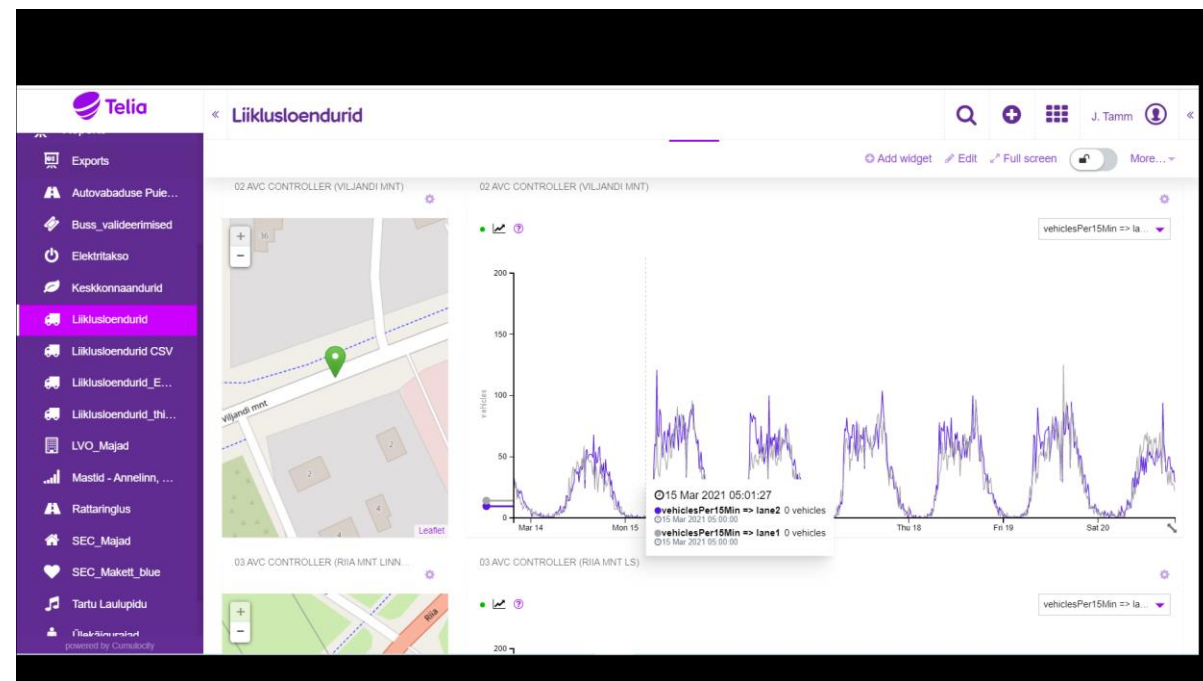 Telia
« Liiklusloendurid
J. Tamm
«
Exports
Autovabaduse Puie...
Buss_valideerimised
Elektritakso
Keskkonnaandurid
Liiklusloendurid
Liiklusloendurid CSV
Liiklusloendurid_E...
Liiklusloendurid_thi...
LVO_Majad
Mastid - Annelinn, ...
Rattaringlus
SEC_Majad
SEC_Makett_blue
Tartu Laulupidu
powered by Cumulocity
Add widget Edit Full screen More...
02 AVC CONTROLLER (VILJANDI MNT)
+
−
36
Viljandi mnt
2
2
4
4
Leaflet
02 AVC CONTROLLER (VILJANDI MNT)
vehiclesPer15Min => la...
200
150
100
50
0
vehicles
Mar 14 Mon 15 Thu 18 Fri 19 Sat 20
15 Mar 2021 05:01:27
vehiclesPer15Min => lane2 0 vehicles
15 Mar 2021 05:00:00
vehiclesPer15Min => lane1 0 vehicles
15 Mar 2021 05:00:00
03 AVC CONTROLLER (RIIA MNT LINN...
+
−
Riia
03 AVC CONTROLLER (RIIA MNT LS)
vehiclesPer15Min => la...
200